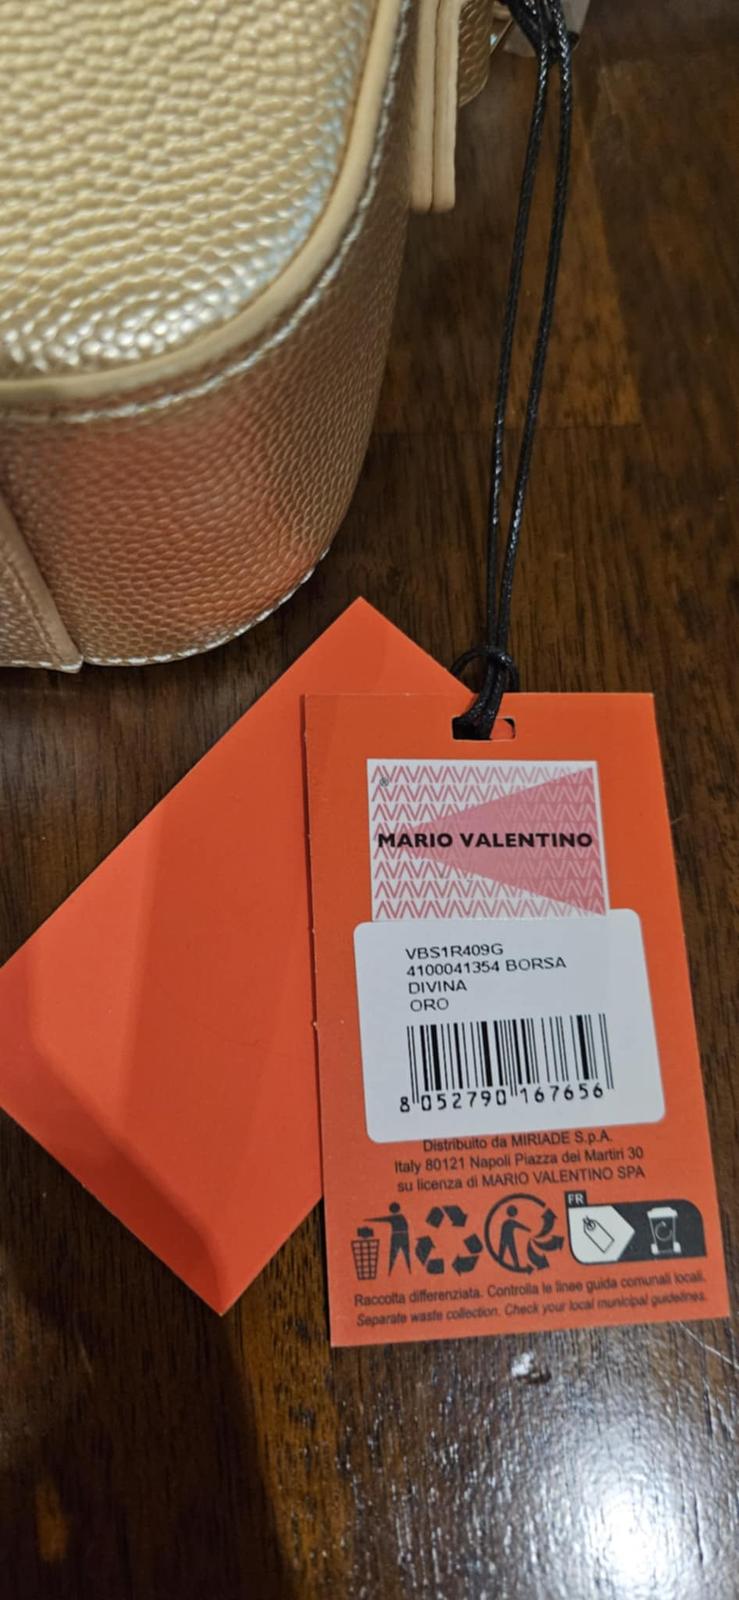 ®
MARIO VALENTINO
VBS1R409G
4100041354 BORSA
DIVINA
ORO
8 052790 167656
Distribuito da MIRIADE S.p.A.
Italy 80121 Napoli Piazza dei Martiri 30
su licenza di MARIO VALENTINO SPA
FR
Raccolta differenziata. Controlla le linee guida comunali locali.
Separate waste collection. Check your local municipal guidelines.